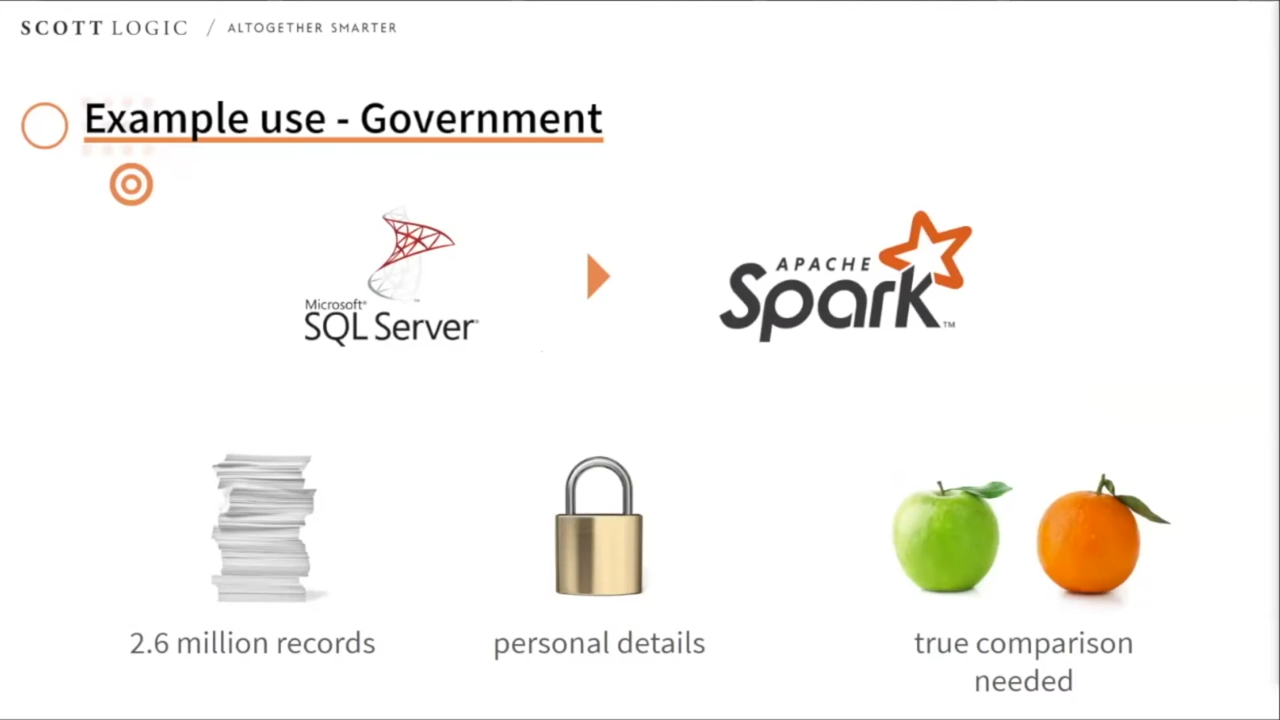 SCOTT LOGIC / ALTOGETHER SMARTER
Example use - Government
Microsoft®
SQL Server®
APACHE
Spark™
2.6 million records
personal details
true comparison
needed